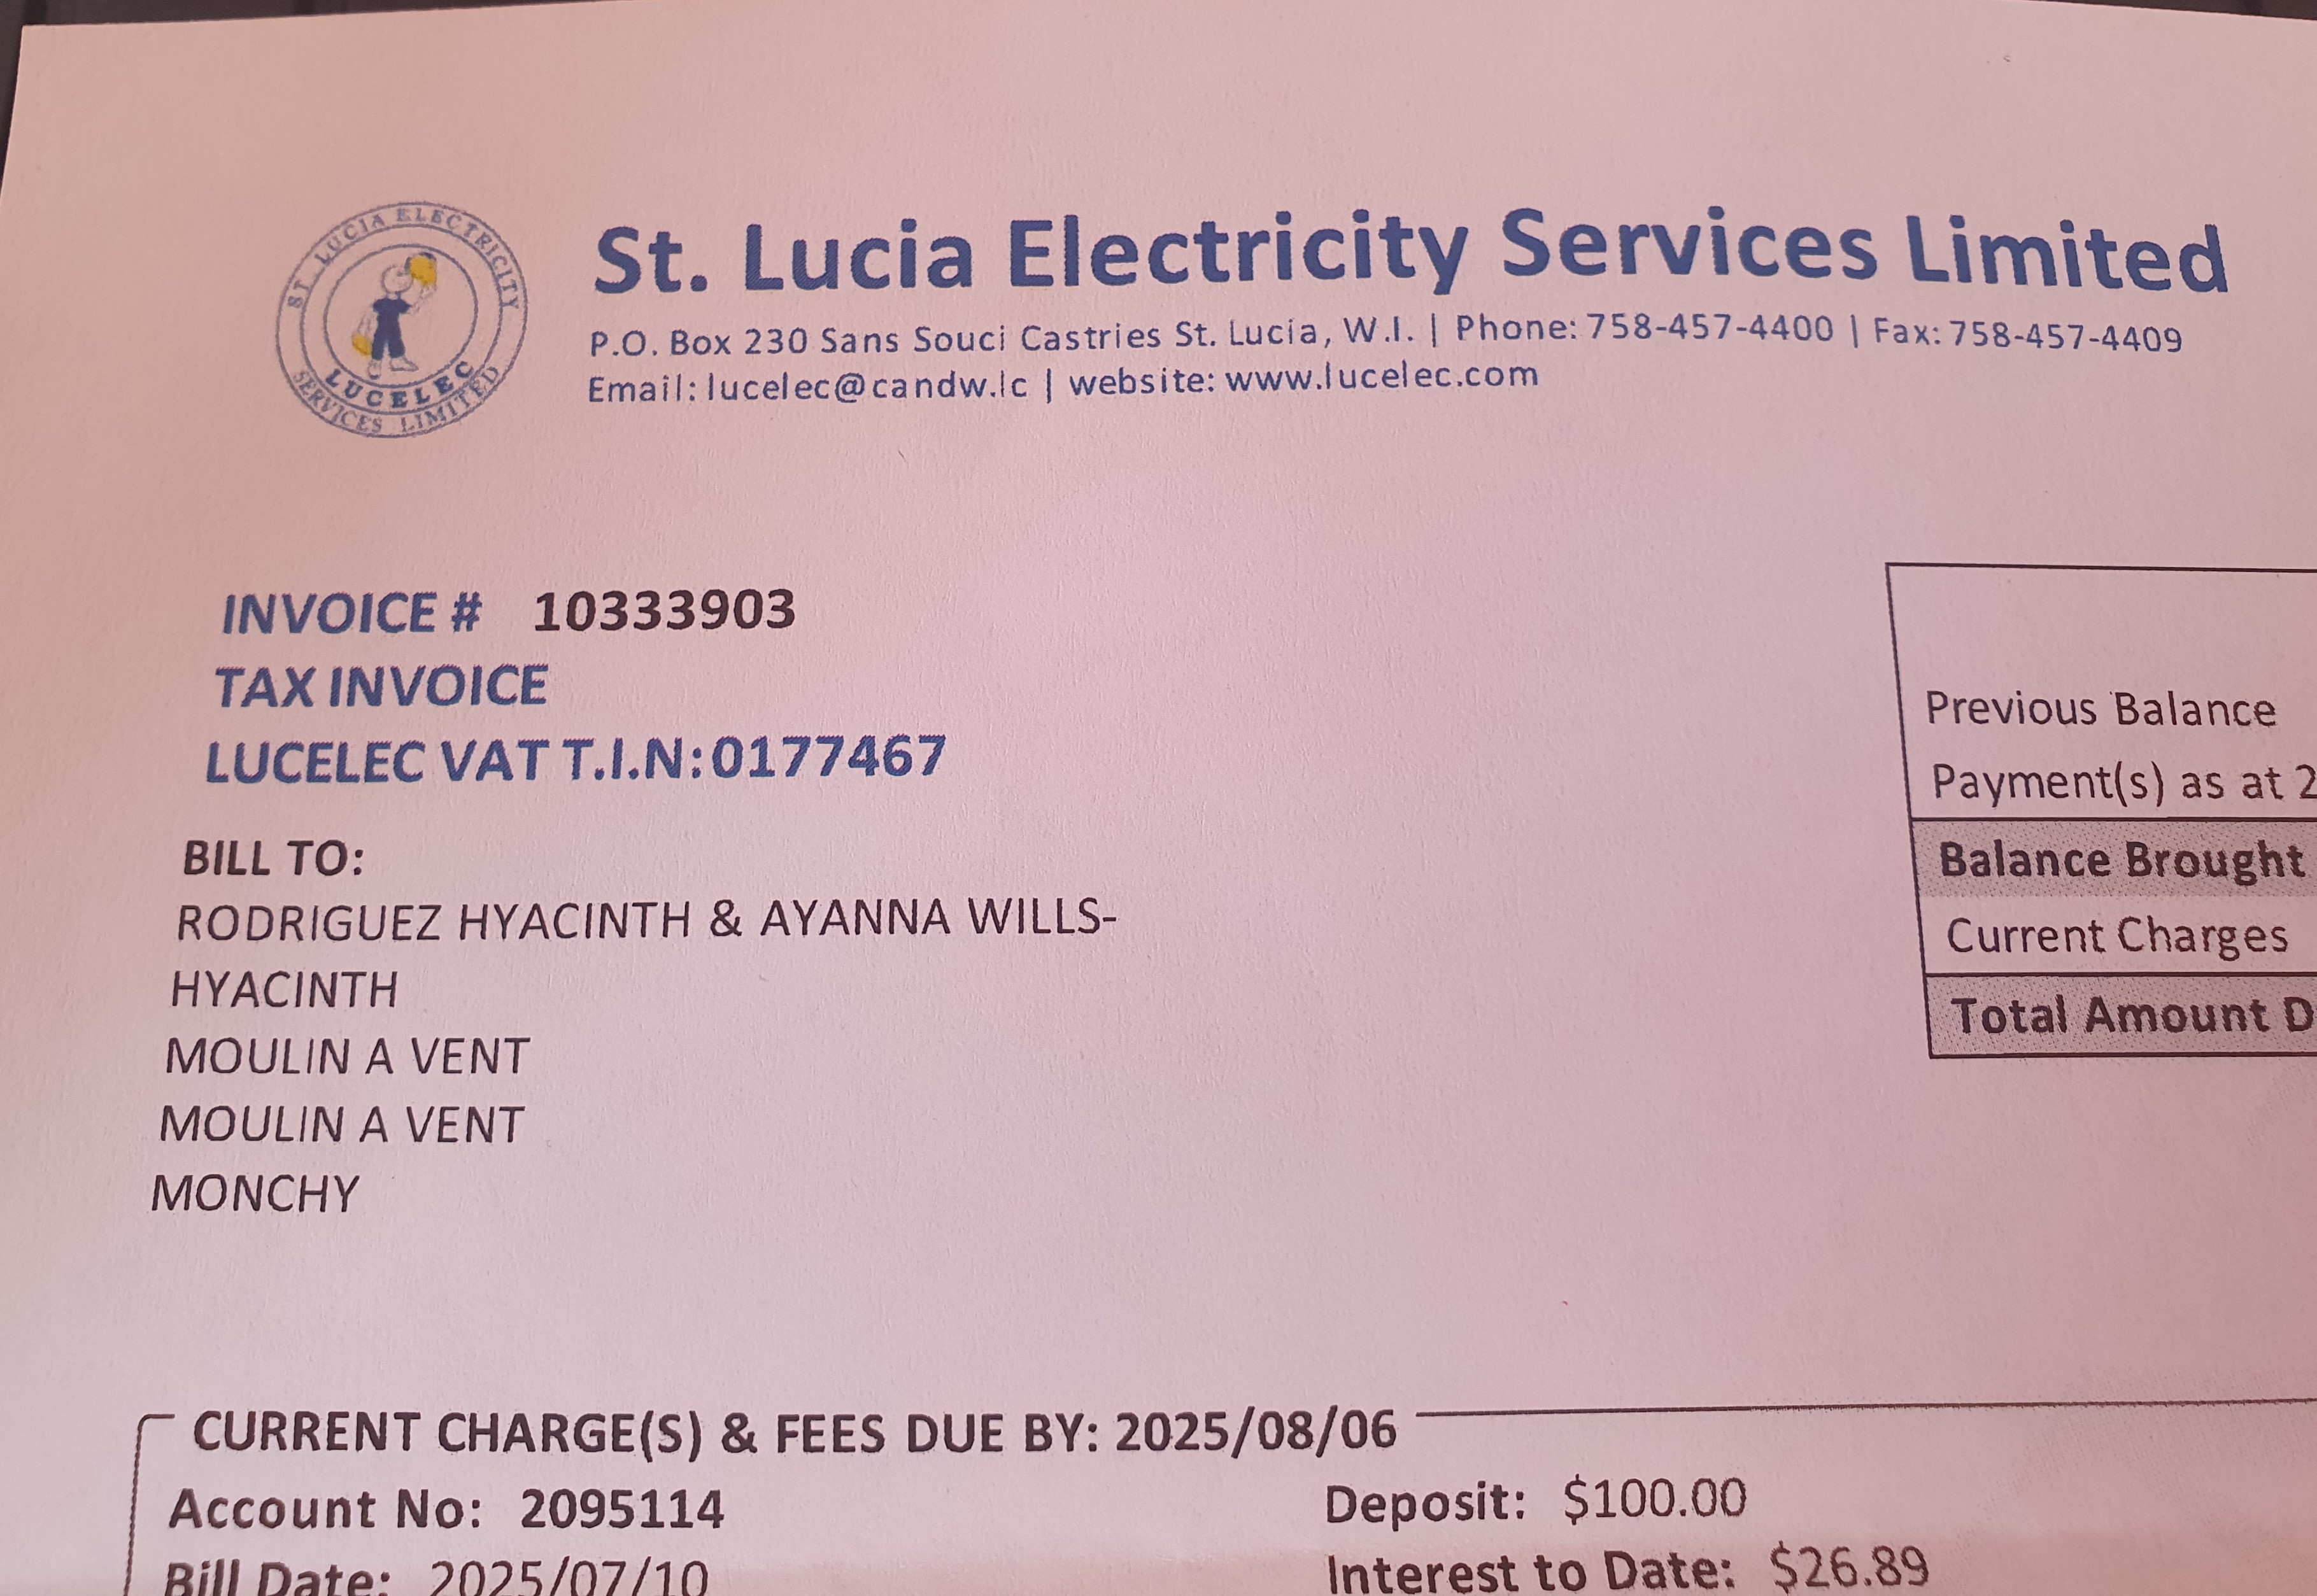 ST. LUCIA ELECTRICITY
LUCELEC
SERVICES LIMITED
St. Lucia Electricity Services Limited
P.O. Box 230 Sans Souci Castries St. Lucia, W.I. | Phone: 758-457-4400 | Fax: 758-457-4409
Email: lucelec@candw.lc | website: www.lucelec.com
INVOICE # 10333903
TAX INVOICE
LUCELEC VAT T.I.N:0177467
BILL TO:
RODRIGUEZ HYACINTH & AYANNA WILLS-
HYACINTH
MOULIN A VENT
MOULIN A VENT
MONCHY
Previous Balance
Payment(s) as at 2
Balance Brought
Current Charges
Total Amount D
CURRENT CHARGE(S) & FEES DUE BY: 2025/08/06
Account No: 2095114 Deposit: $100.00
Bill Date: 2025/07/10 Interest to Date: $26.89